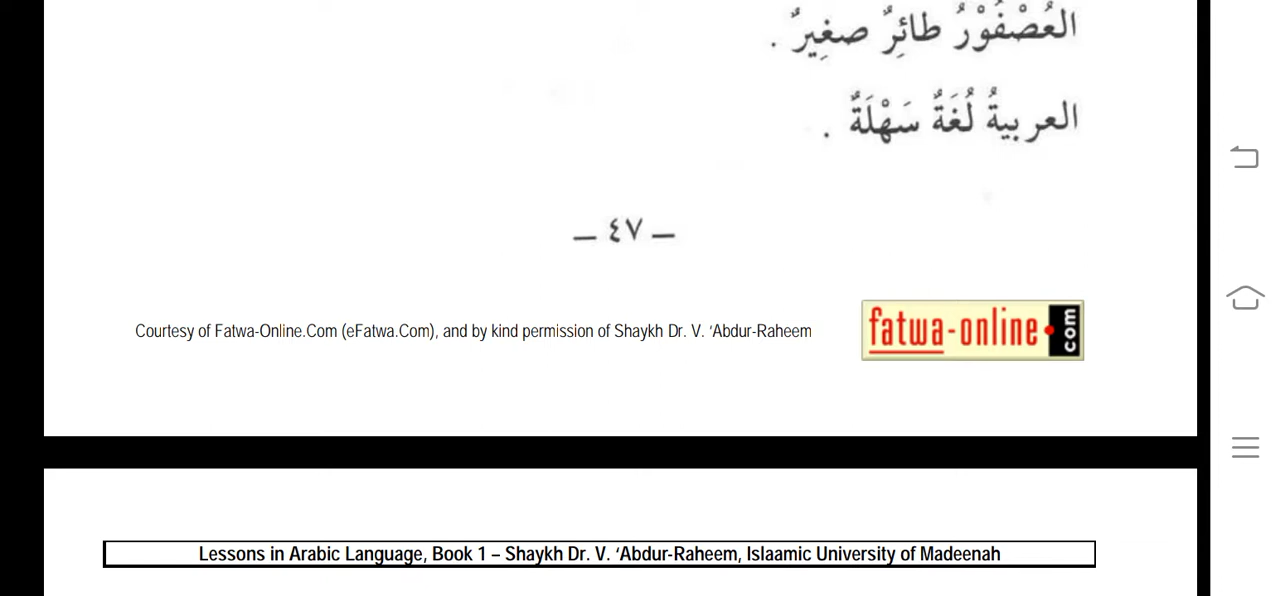 العُصْفُوْرُ طائِرٌ صغِيرٌ .
العربيةُ لُغَةٌ سَهْلَةٌ .
— ٤٧ —
Courtesy of Fatwa-Online.Com (eFatwa.Com), and by kind permission of Shaykh Dr. V. ‘Abdur-Raheem
fatwa-online.com
Lessons in Arabic Language, Book 1 – Shaykh Dr. V. ‘Abdur-Raheem, Islaamic University of Madeenah